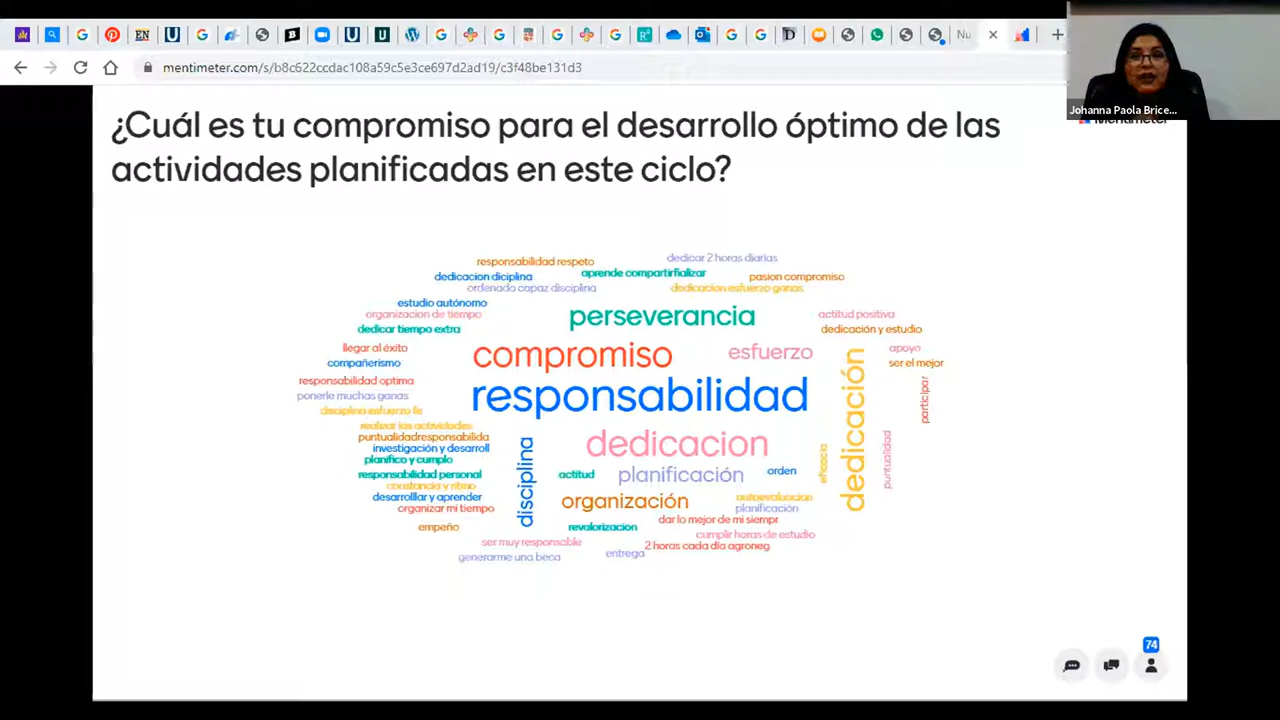 EN
mentimeter.com/s/b8c622ccdac108a59c5e3ce697d2ad19/c3f48be131d3
Johanna Paola Brice...
Mentimeter
¿Cuál es tu compromiso para el desarrollo óptimo de las
actividades planificadas en este ciclo?
dedicar 2 horas diarias
responsabilidad respeto
aprende compartirfializar
dedicacion diciplina
pasion compromiso
ordenado capaz disciplina
dedicacion esfuerzo ganas
estudio autónomo
organizacion de tiempo
perseverancia
actitud positiva
dedicar tiempo extra
dedicación y estudio
llegar al éxito
compromiso
esfuerzo
apoyo
compañerismo
ser el mejor
responsabilidad optima
responsabilidad
dedicación
participar
ponerle muchas ganas
disciplina esfuerzo fe
realizar las actividades
puntualidadresponsabilida
dedicacion
investigación y desarroll
planifico y cumplo
puntualidad
eficacia
disciplina
responsabilidad personal
actitud
planificación
orden
constancia y ritmo
desarrolllar y aprender
organización
autoevaluacion
organizar mi tiempo
planificación
empeño
revalorizacion
dar lo mejor de mi siempr
cumplir horas de estudio
ser muy responsable
2 horas cada día agroneg
generarme una beca
entrega
74